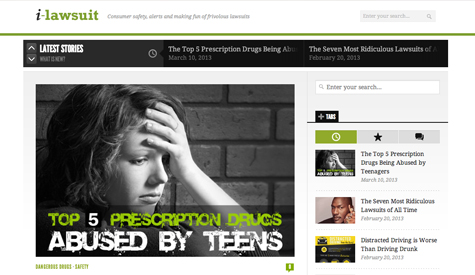 i-lawsuit
Consumer safety, alerts and making fun of frivolous lawsuits
Enter your search...
LATEST STORIES
WHAT IS NEW?
The Top 5 Prescription Drugs Being Abu
March 10, 2013
The Seven Most Ridiculous Lawsuits of A
February 20, 2013
TOP 5 PRESCRIPTION DRUGS
ABUSED BY TEENS
DANGEROUS DRUGS · SAFETY
Enter your search...
TABS
The Top 5 Prescription
Drugs Being Abused by
Teenagers
March 10, 2013
The Seven Most Ridiculous
Lawsuits of All Time
February 20, 2013
Distracted Driving is Worse
Than Driving Drunk
February 20, 2013